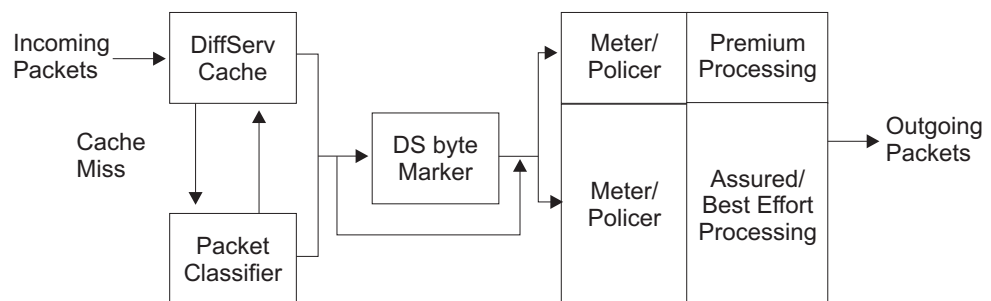 Incoming
Packets
DiffServ
Cache
Cache
Miss
Packet
Classifier
DS byte
Marker
Meter/
Policer
Premium
Processing
Meter/
Policer
Assured/
Best Effort
Processing
Outgoing
Packets